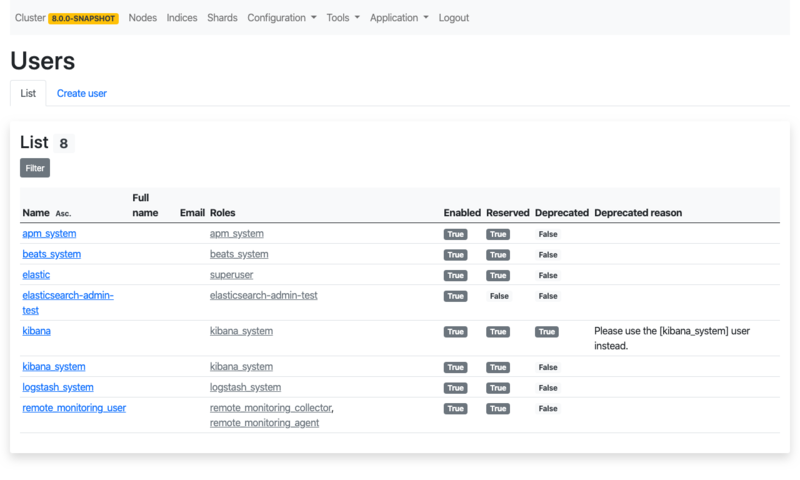 Cluster 8.0.0-SNAPSHOT Nodes Indices Shards Configuration Tools Application Logout
Users
List Create user
List 8
Filter
Full
Name Asc. name Email Roles Enabled Reserved Deprecated Deprecated reason
apm_system apm_system True True False
beats_system beats_system True True False
elastic superuser True True False
elasticsearch-admin- elasticsearch-admin-test True False False
test
kibana kibana_system True True True Please use the [kibana_system] user
instead.
kibana_system kibana_system True True False
logstash_system logstash_system True True False
remote_monitoring_user remote_monitoring_collector, True True False
remote_monitoring_agent